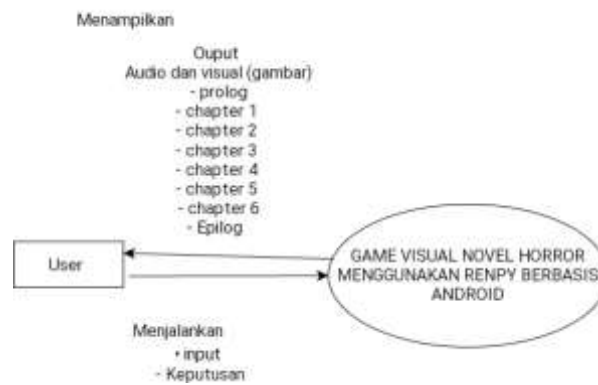 Menampilkan
Ouput
Audio dan visual (gambar)
- prolog
- chapter 1
- chapter 2
- chapter 3
- chapter 4
- chapter 5
- chapter 6
- Epilog
User
GAME VISUAL NOVEL HORROR
MENGGUNAKAN RENPY BERBASIS
ANDROID
Menjalankan
• input
- Keputusan